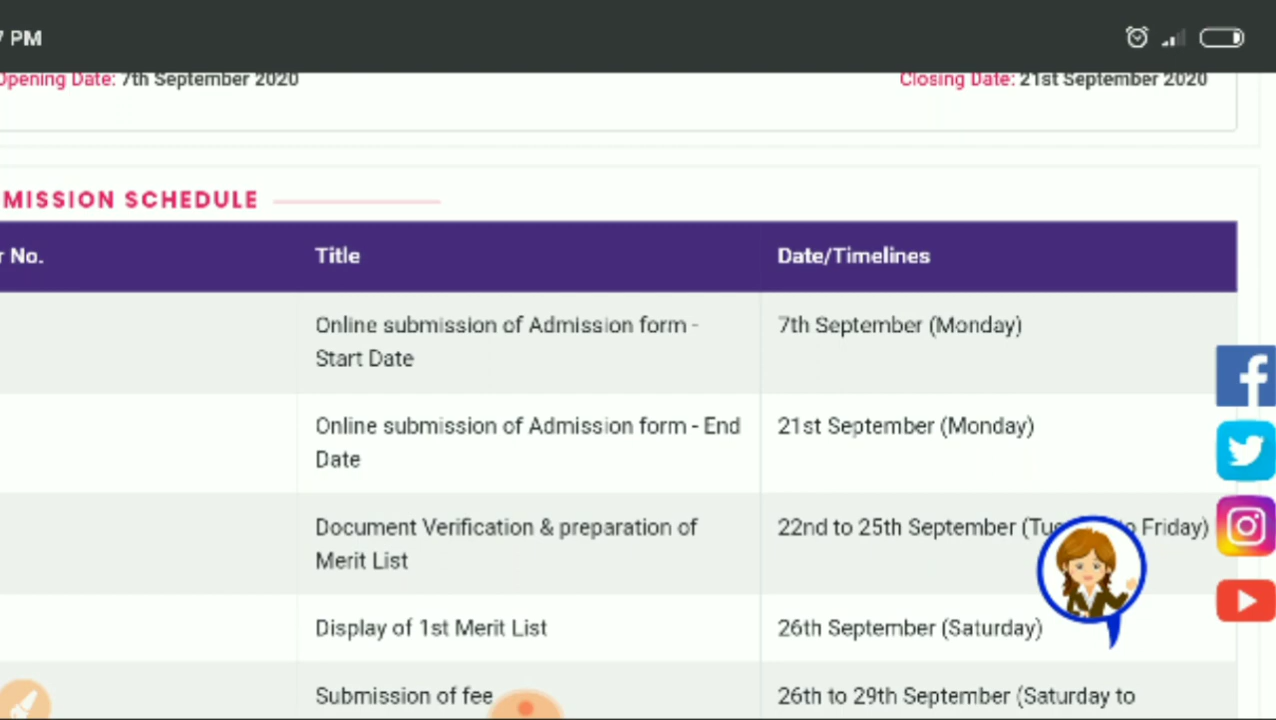 PM
Opening Date: 7th September 2020
Closing Date: 21st September 2020
MISSION SCHEDULE
No.
Title
Date/Timelines
Online submission of Admission form -
Start Date
7th September (Monday)
Online submission of Admission form - End
Date
21st September (Monday)
Document Verification & preparation of
Merit List
22nd to 25th September Friday)
Display of 1st Merit List
26th September (Saturday)
Submission of fee
26th to 29th September (Saturday to